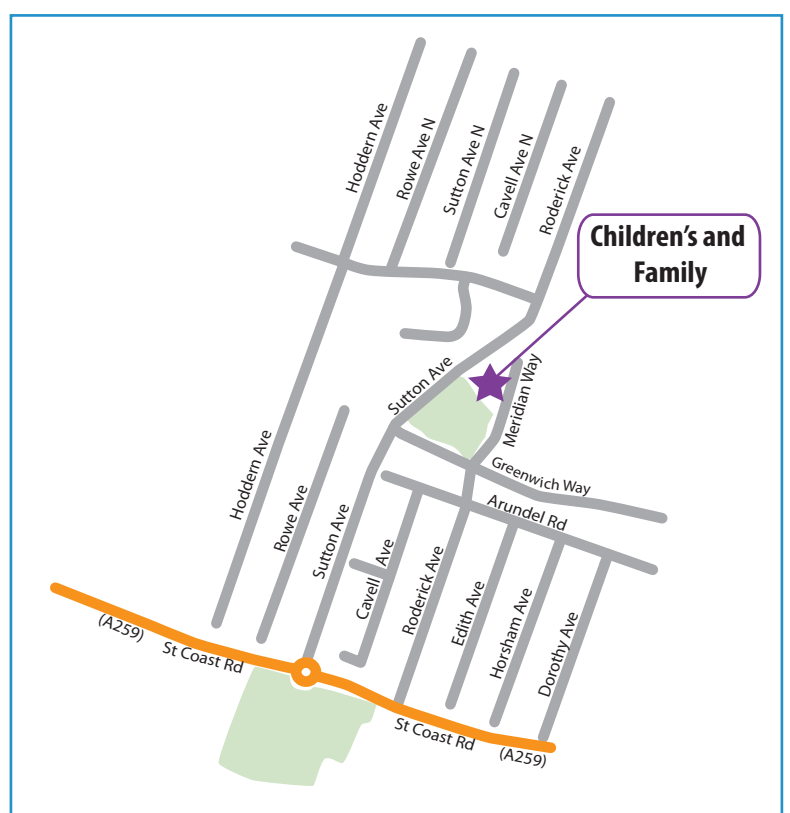 Hoddern Ave
Rowe Ave N
Sutton Ave N
Cavell Ave N
Roderick Ave
Children's and
Family
Sutton Ave
Meridian Way
Hoddern Ave
Rowe Ave
Sutton Ave
Greenwich Way
Arundel Rd
Cavell Ave
Roderick Ave
Edith Ave
Horsham Ave
Dorothy Ave
(A259)
St Coast Rd
St Coast Rd
(A259)